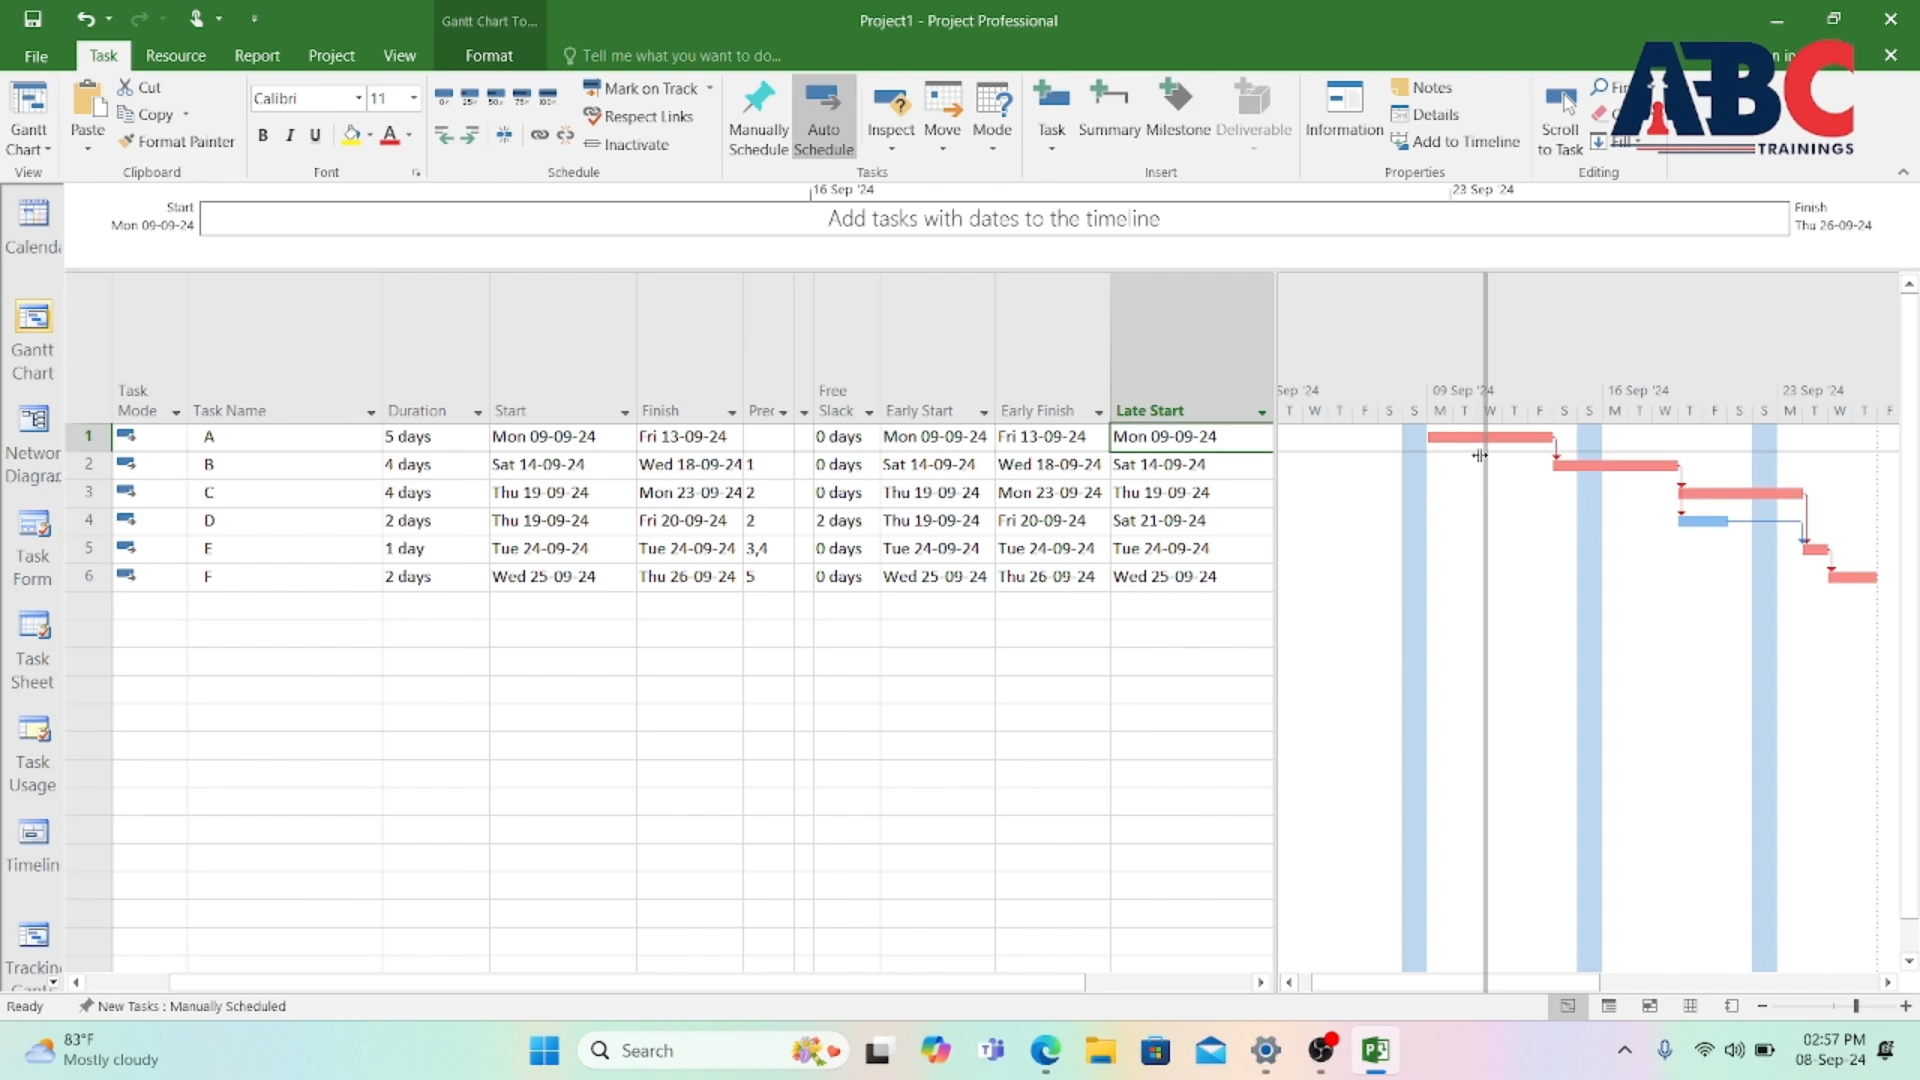 Gantt Chart To...
Project1 - Project Professional
File Task Resource Report Project View Format Tell me what you want to do...
Gantt Chart
View
Paste
Cut
Copy
Format Painter
Clipboard
Calibri 11
B I U A
Font
0% 25% 50% 75% 100%
Mark on Track
Respect Links
Inactivate
Schedule
Manually Schedule
Auto Schedule
Inspect
Move
Mode
Tasks
Task
Summary
Milestone
Deliverable
Insert
Information
Notes
Details
Add to Timeline
Properties
Scroll to Task
Fill
Editing
ABC
TRAININGS
16 Sep '24 23 Sep '24
Start
Mon 09-09-24
Add tasks with dates to the timeline
Finish
Thu 26-09-24
Calenda
Gantt Chart
Networ
Diagrar
Task Form
Task Sheet
Task Usage
Timelin
Trackin
Task Mode Task Name Duration Start Finish Prec Free Slack Early Start Early Finish Late Start
Sep '24 09 Sep '24 16 Sep '24 23 Sep '24
T W T F S S M T W T F S S M T W T F S S M T W T F
1 A 5 days Mon 09-09-24 Fri 13-09-24 0 days Mon 09-09-24 Fri 13-09-24 Mon 09-09-24
2 B 4 days Sat 14-09-24 Wed 18-09-24 1 0 days Sat 14-09-24 Wed 18-09-24 Sat 14-09-24
3 C 4 days Thu 19-09-24 Mon 23-09-24 2 0 days Thu 19-09-24 Mon 23-09-24 Thu 19-09-24
4 D 2 days Thu 19-09-24 Fri 20-09-24 2 2 days Thu 19-09-24 Fri 20-09-24 Sat 21-09-24
5 E 1 day Tue 24-09-24 Tue 24-09-24 3,4 0 days Tue 24-09-24 Tue 24-09-24 Tue 24-09-24
6 F 2 days Wed 25-09-24 Thu 26-09-24 5 0 days Wed 25-09-24 Thu 26-09-24 Wed 25-09-24
Ready New Tasks : Manually Scheduled
83°F
Mostly cloudy
Search
02:57 PM
08-Sep-24